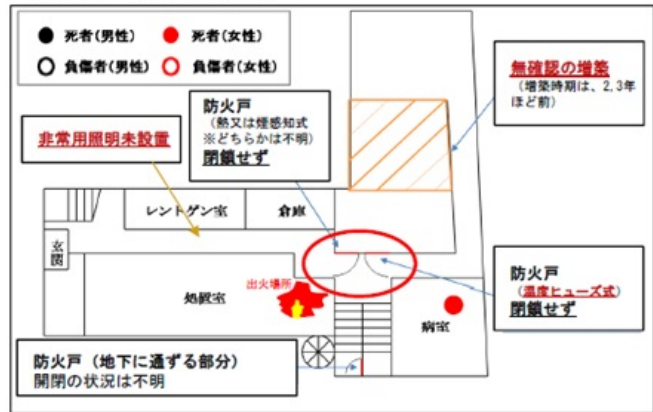 ● 死者(男性) ● 死者(女性)
○ 負傷者(男性) ○ 負傷者(女性)
無確認の増築
（増築時期は、2,3年
ほど前）
防火戸
（熱又は煙感知式
※どちらかは不明）
閉鎖せず
非常用照明未設置
レントゲン室
倉庫
玄関
処置室
出火場所
病室
防火戸
（温度ヒューズ式）
閉鎖せず
防火戸（地下に通ずる部分）
開閉の状況は不明